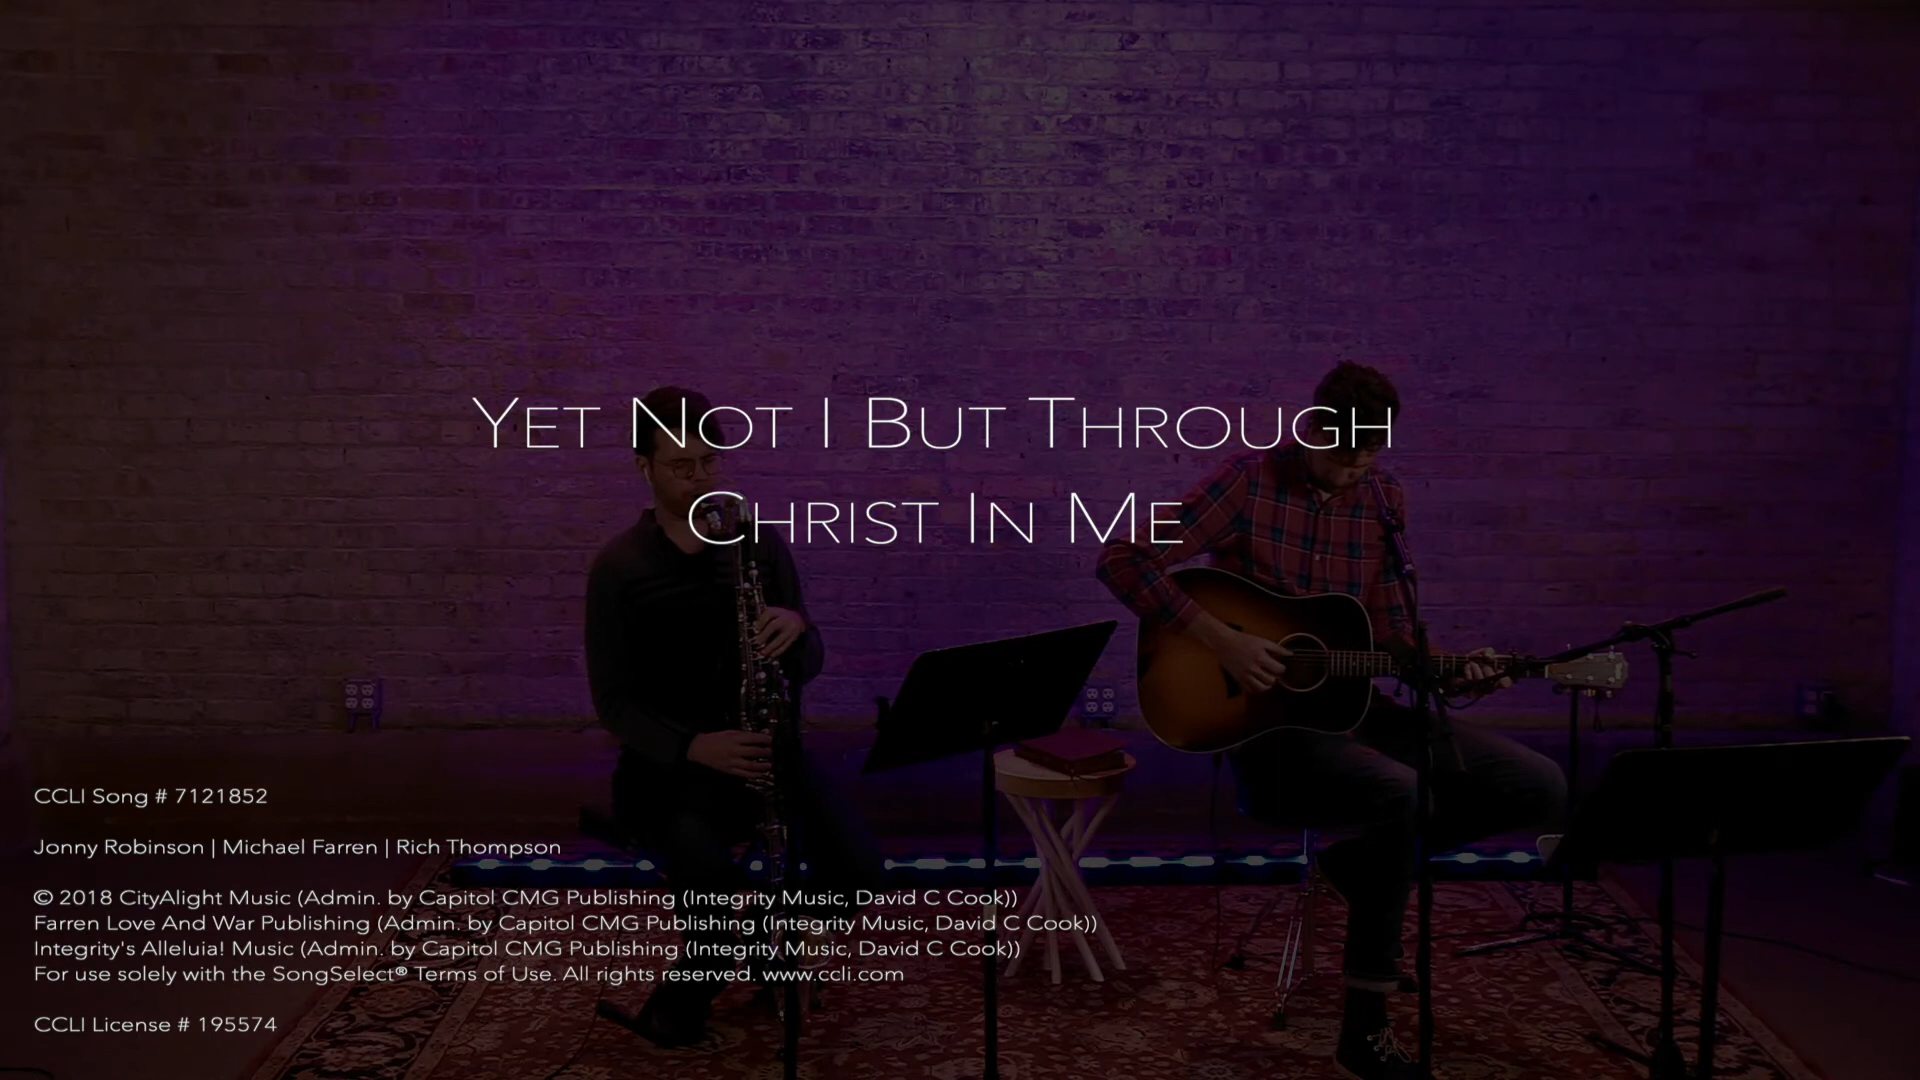 Yet Not I But Through
Christ In Me
CCLI Song # 7121852
Jonny Robinson | Michael Farren | Rich Thompson
© 2018 CityAlight Music (Admin. by Capitol CMG Publishing (Integrity Music, David C Cook))
Farren Love And War Publishing (Admin. by Capitol CMG Publishing (Integrity Music, David C Cook))
Integrity's Alleluia! Music (Admin. by Capitol CMG Publishing (Integrity Music, David C Cook))
For use solely with the SongSelect® Terms of Use. All rights reserved. www.ccli.com
CCLI License # 195574